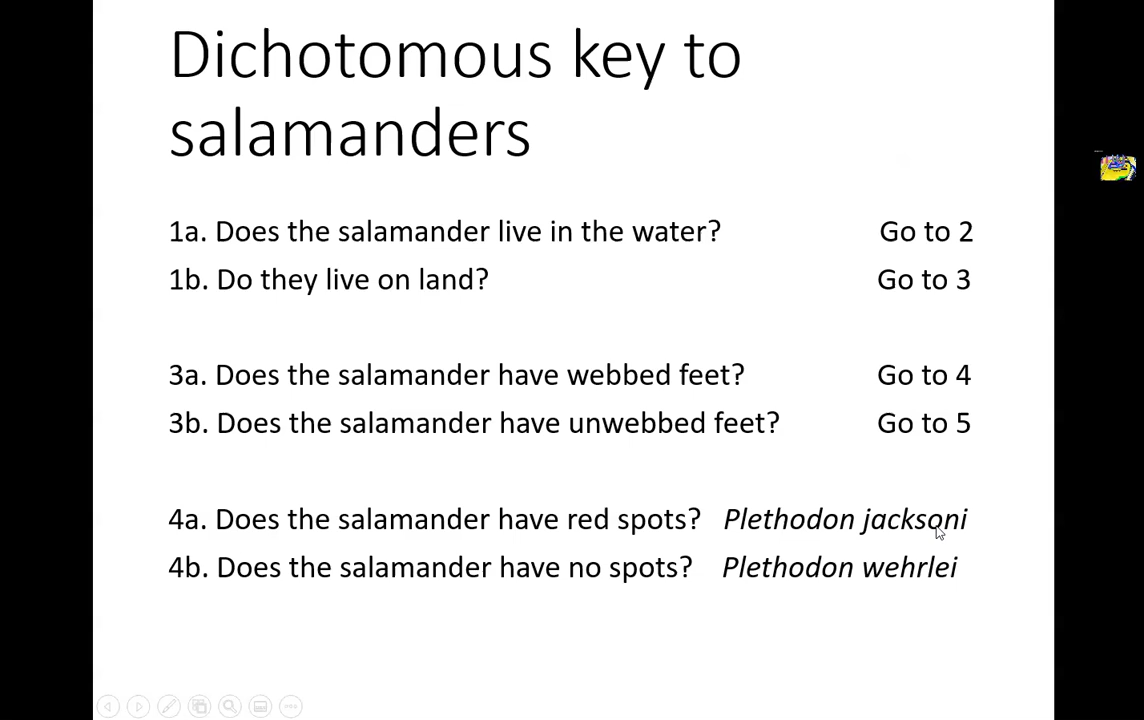 Dichotomous key to
salamanders
1a. Does the salamander live in the water? Go to 2
1b. Do they live on land? Go to 3
3a. Does the salamander have webbed feet? Go to 4
3b. Does the salamander have unwebbed feet? Go to 5
4a. Does the salamander have red spots? Plethodon jacksoni
4b. Does the salamander have no spots? Plethodon wehrlei